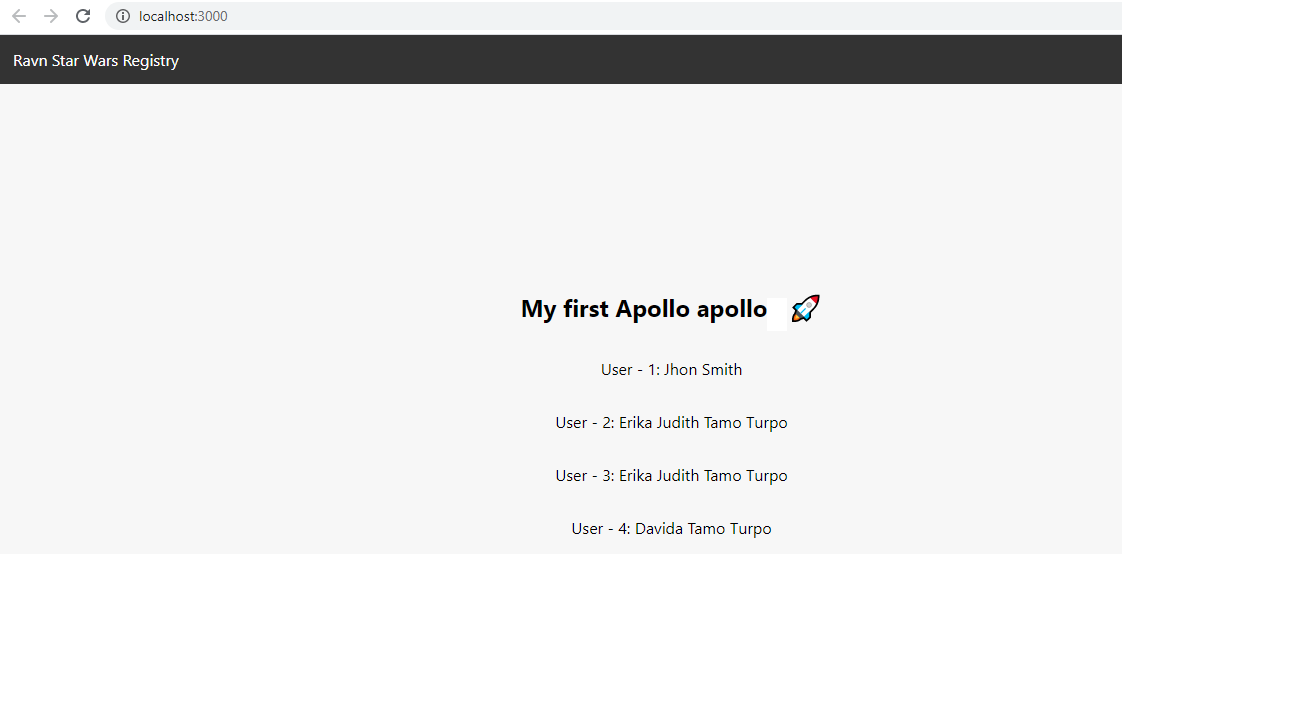 localhost:3000
Ravn Star Wars Registry
My first Apollo apollo 🚀
User - 1: Jhon Smith
User - 2: Erika Judith Tamo Turpo
User - 3: Erika Judith Tamo Turpo
User - 4: Davida Tamo Turpo